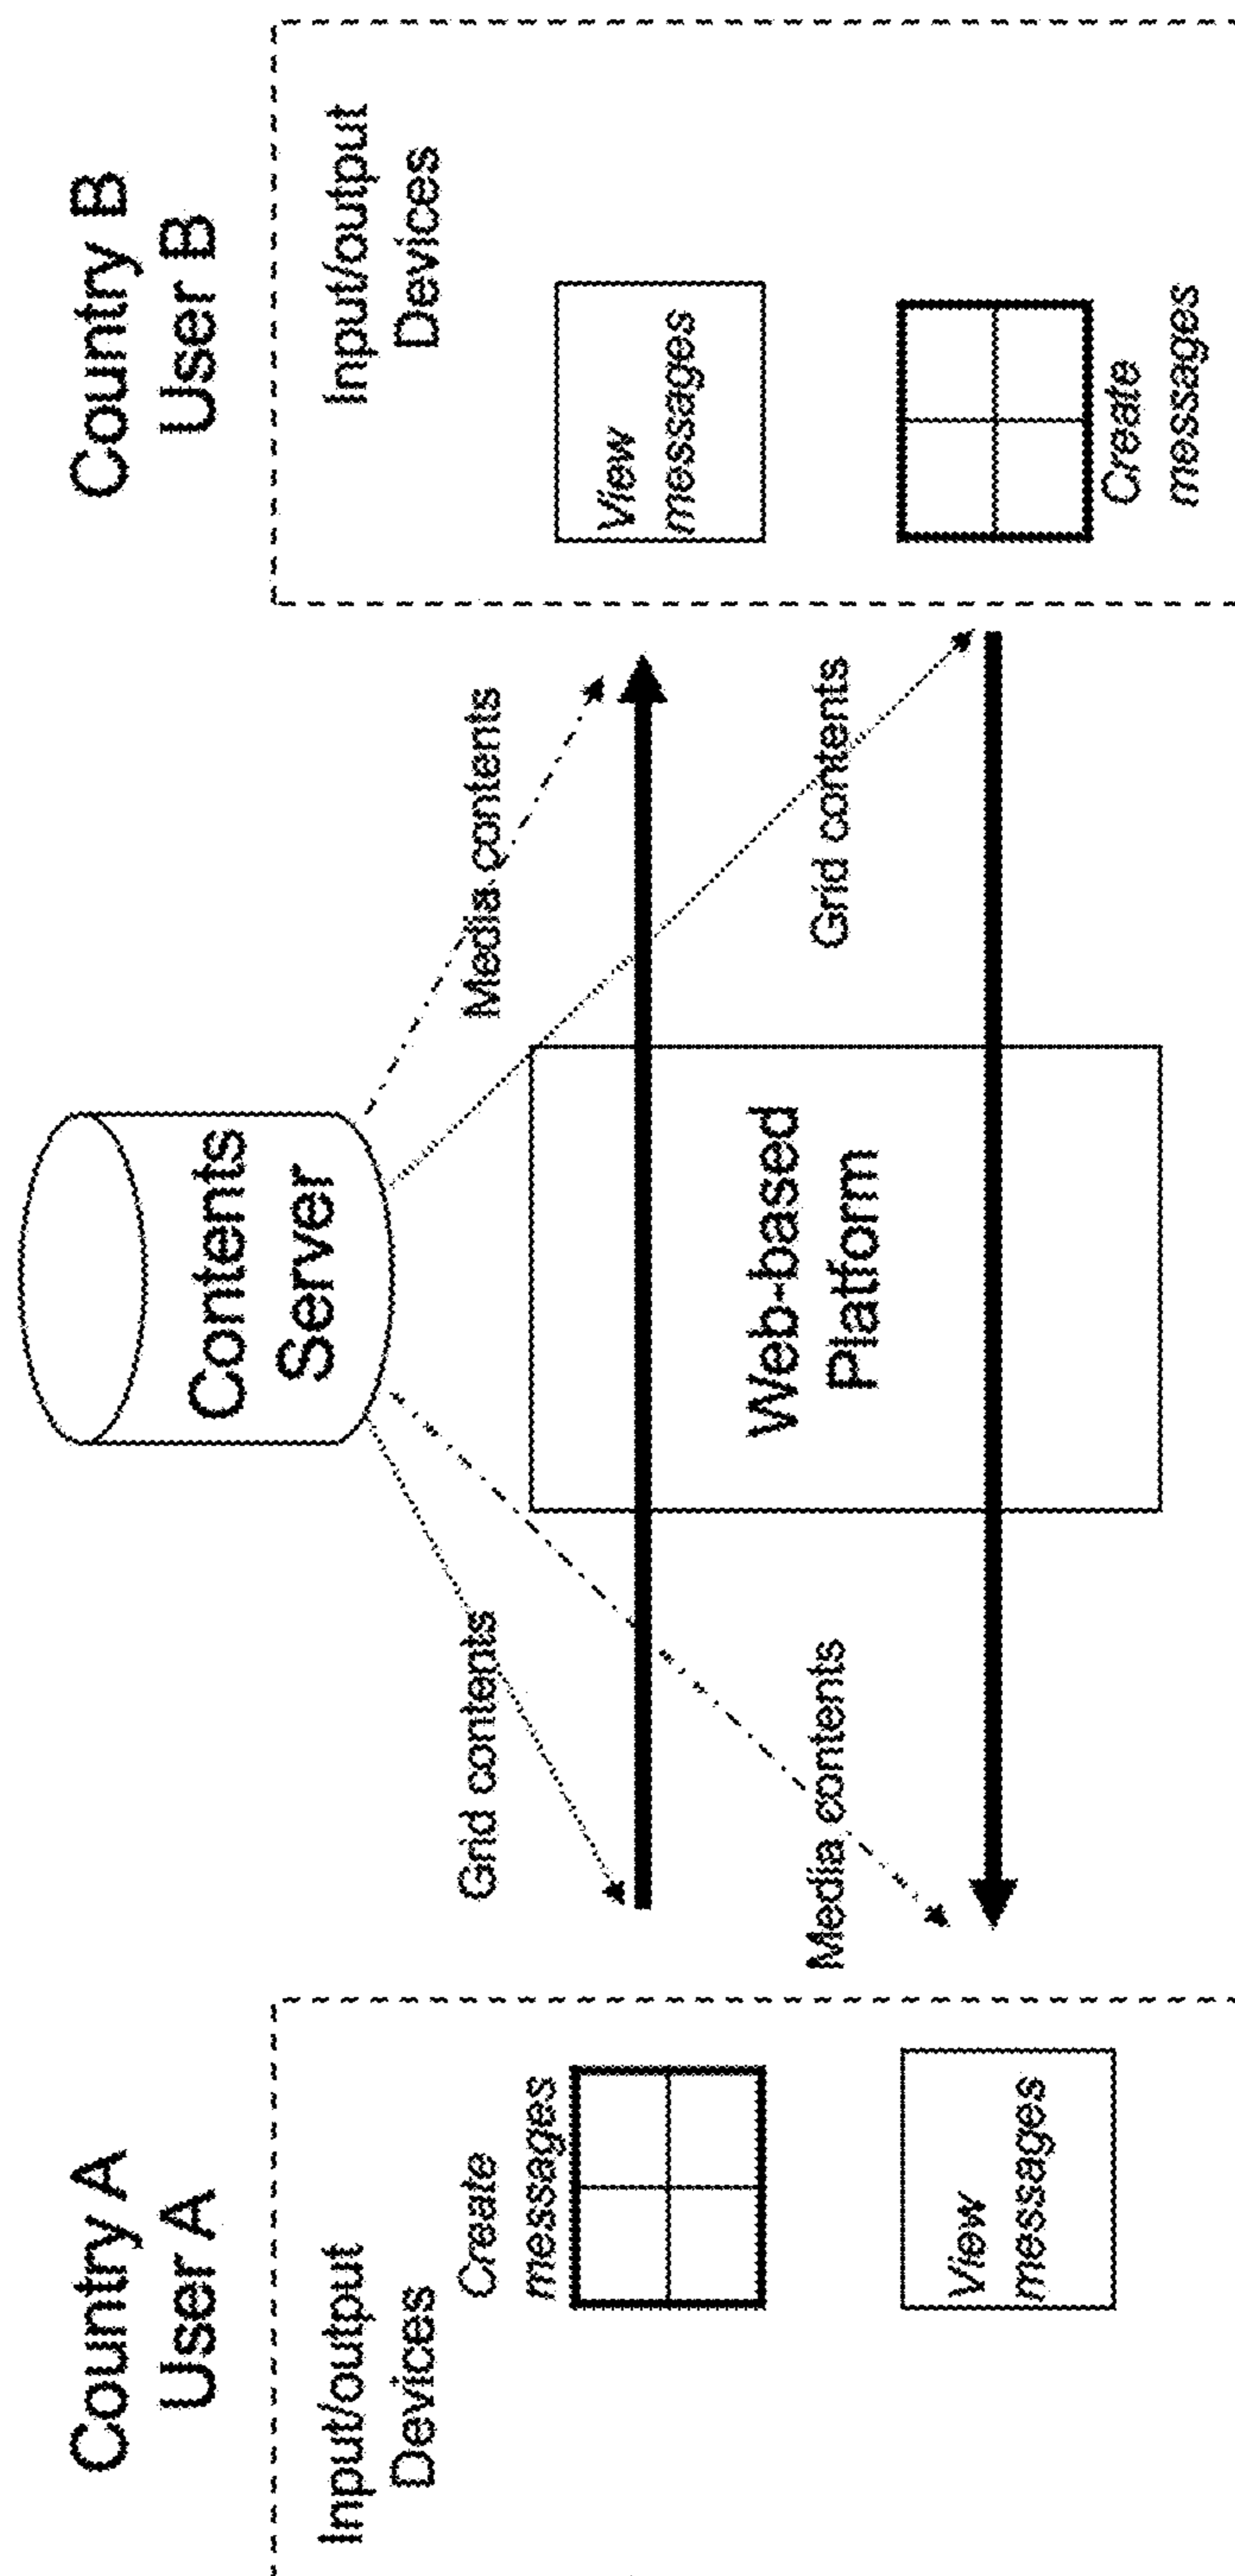 Country A
User A
Input/output
Devices
Create
messages
View
messages
Contents
Server
Grid contents
Media contents
Web-based
Platform
Media contents
Grid contents
Country B
User B
Input/output
Devices
View
messages
Create
messages